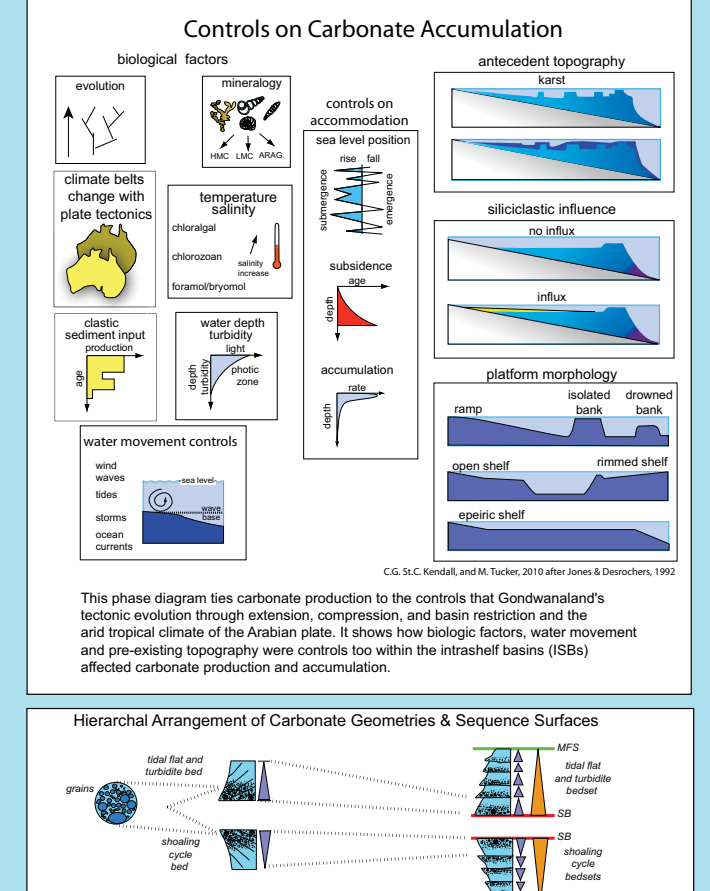 Controls on Carbonate Accumulation
biological factors
evolution
mineralogy
HMC LMC ARAG.
climate belts
change with
plate tectonics
temperature
salinity
chloralgal
chlorozoan
foramol/bryomol
salinity
increase
clastic
sediment input
production
age
water depth
turbidity
light
depth
turbidity
photic
zone
water movement controls
wind
waves
tides
storms
ocean
currents
sea level
wave
base
controls on
accommodation
sea level position
rise fall
submergence
emergence
subsidence
age
depth
accumulation
rate
depth
antecedent topography
karst
siliciclastic influence
no influx
influx
platform morphology
ramp
isolated
bank
drowned
bank
open shelf
rimmed shelf
epeiric shelf
C.G. St.C. Kendall, and M. Tucker, 2010 after Jones & Desrochers, 1992
This phase diagram ties carbonate production to the controls that Gondwanaland's
tectonic evolution through extension, compression, and basin restriction and the
arid tropical climate of the Arabian plate. It shows how biologic factors, water movement
and pre-existing topography were controls too within the intrashelf basins (ISBs)
affected carbonate production and accumulation.
Hierarchal Arrangement of Carbonate Geometries & Sequence Surfaces
grains
tidal flat and
turbidite bed
shoaling
cycle
bed
MFS
tidal flat
and turbidite
bedset
SB
SB
shoaling
cycle
bedsets